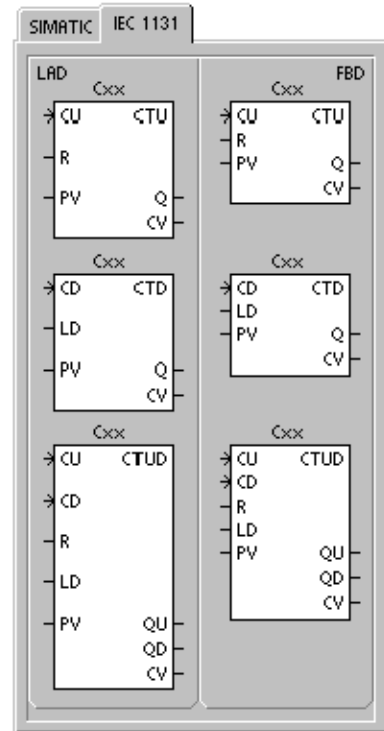 SIMATIC IEC 1131
LAD
Cxx
CU CTU
R
PV Q
CV
Cxx
CD CTD
LD
PV Q
CV
Cxx
CU CTUD
CD
R
LD
PV QU
QD
CV
FBD
Cxx
CU CTU
R
PV Q
CV
Cxx
CD CTD
LD
PV Q
CV
Cxx
CU CTUD
CD
R
LD
PV QU
QD
CV